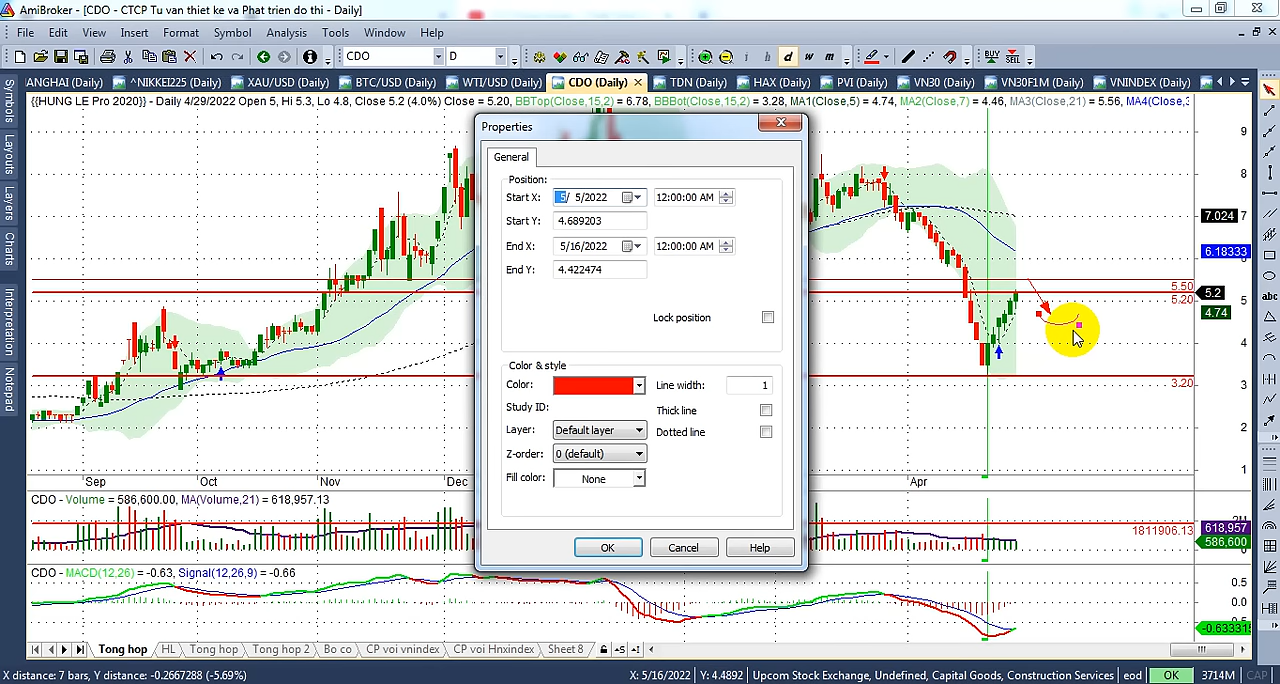 AmiBroker - [CDO - CTCP Tu van thiet ke va Phat trien do thi - Daily]
File Edit View Insert Format Symbol Analysis Tools Window Help
CDO D i h d w m BUY SELL
ANGHAI (Daily) ^NIKKEI225 (Daily) XAU/USD (Daily) BTC/USD (Daily) WTI/USD (Daily) CDO (Daily) TDN (Daily) HAX (Daily) PVI (Daily) VN30 (Daily) VN30F1M (Daily) VNINDEX (Daily)
{{HUNG LE Pro 2020}} - Daily 4/29/2022 Open 5, Hi 5.3, Lo 4.8, Close 5.2 (4.0%) Close = 5.20, BBTop(Close,15,2) = 6.78, BBBot(Close,15,2) = 3.28, MA1(Close,5) = 4.74, MA2(Close,7) = 4.46, MA3(Close,21) = 5.56, MA4(Close,
Symbols
Layouts
Layers
Charts
Interpretation
Notepad
Properties
General
Position:
Start X: 5/ 5/2022 12:00:00 AM
Start Y: 4.689203
End X: 5/16/2022 12:00:00 AM
End Y: 4.422474
Lock position
Color & style
Color: Line width: 1
Study ID: Thick line
Layer: Default layer Dotted line
Z-order: 0 (default)
Fill color: None
OK Cancel Help
9
8
7.024 7
6.18333
6
5.50
5.20 5.2
5
4.74
4
3.20 3
2
1
abc
Sep Oct Nov Dec Apr
CDO - Volume = 586,600.00, MA(Volume,21) = 618,957.13
1811906.13
618,957
586,600
CDO - MACD(12,26) = -0.63, Signal(12,26,9) = -0.66
0.5
0.0
-0.633315
Tong hop HL Tong hop Tong hop 2 Bo co CP voi vnindex CP voi Hnxindex Sheet 8
X distance: 7 bars, Y distance: -0.2667288 (-5.69%) X: 5/16/2022 Y: 4.4892 Upcom Stock Exchange, Undefined, Capital Goods, Construction Services eod OK 3714M CAP